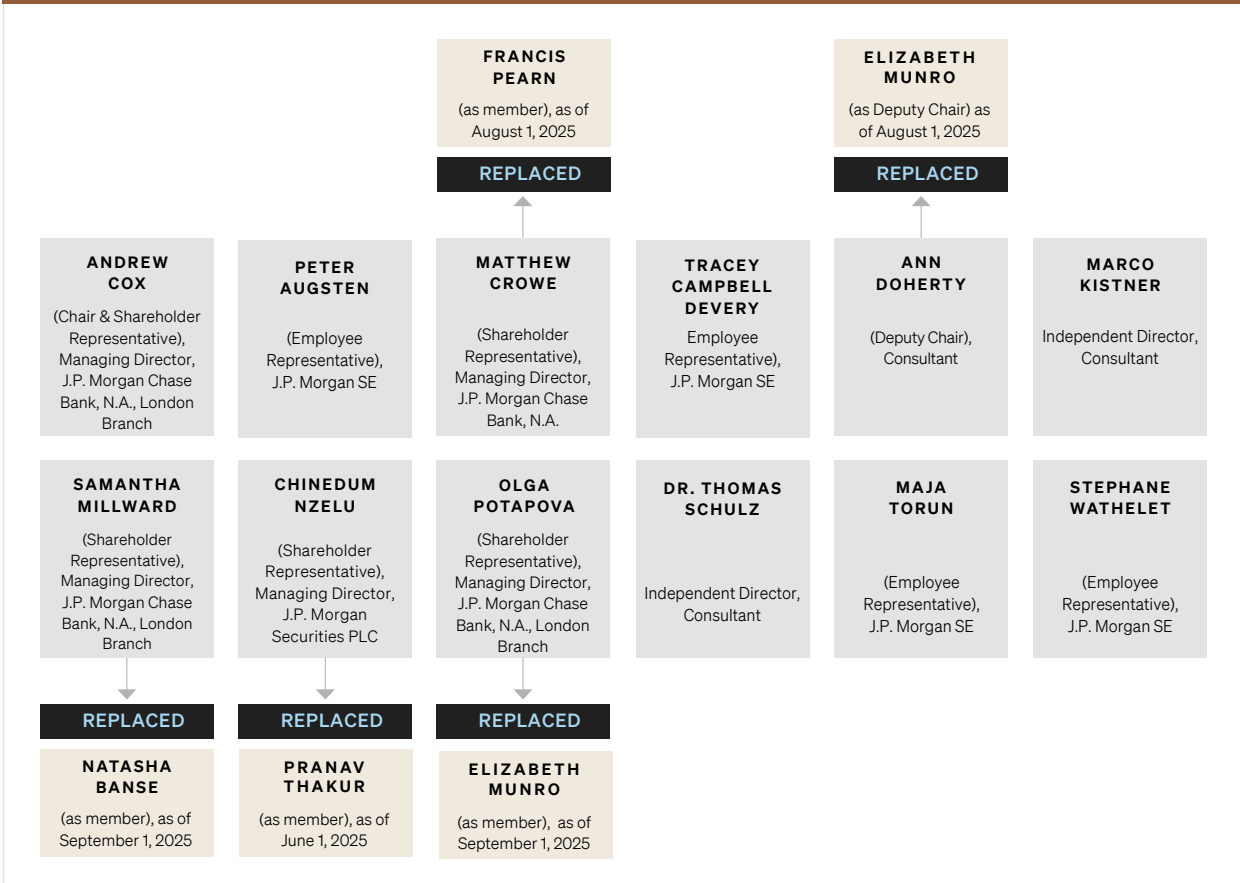 FRANCIS
PEARN
(as member), as of
August 1, 2025
REPLACED
ELIZABETH
MUNRO
(as Deputy Chair) as
of August 1, 2025
REPLACED
ANDREW
COX
(Chair & Shareholder
Representative),
Managing Director,
J.P. Morgan Chase
Bank, N.A., London
Branch
PETER
AUGSTEN
(Employee
Representative),
J.P. Morgan SE
MATTHEW
CROWE
(Shareholder
Representative),
Managing Director,
J.P. Morgan Chase
Bank, N.A.
TRACEY
CAMPBELL
DEVERY
Employee
Representative),
J.P. Morgan SE
ANN
DOHERTY
(Deputy Chair),
Consultant
MARCO
KISTNER
Independent Director,
Consultant
SAMANTHA
MILLWARD
(Shareholder
Representative),
Managing Director,
J.P. Morgan Chase
Bank, N.A., London
Branch
CHINEDUM
NZELU
(Shareholder
Representative),
Managing Director,
J.P. Morgan
Securities PLC
OLGA
POTAPOVA
(Shareholder
Representative),
Managing Director,
J.P. Morgan Chase
Bank, N.A., London
Branch
DR. THOMAS
SCHULZ
Independent Director,
Consultant
MAJA
TORUN
(Employee
Representative),
J.P. Morgan SE
STEPHANE
WATHELET
(Employee
Representative),
J.P. Morgan SE
REPLACED
NATASHA
BANSE
(as member), as of
September 1, 2025
REPLACED
PRANAV
THAKUR
(as member), as of
June 1, 2025
REPLACED
ELIZABETH
MUNRO
(as member),  as of
September 1, 2025